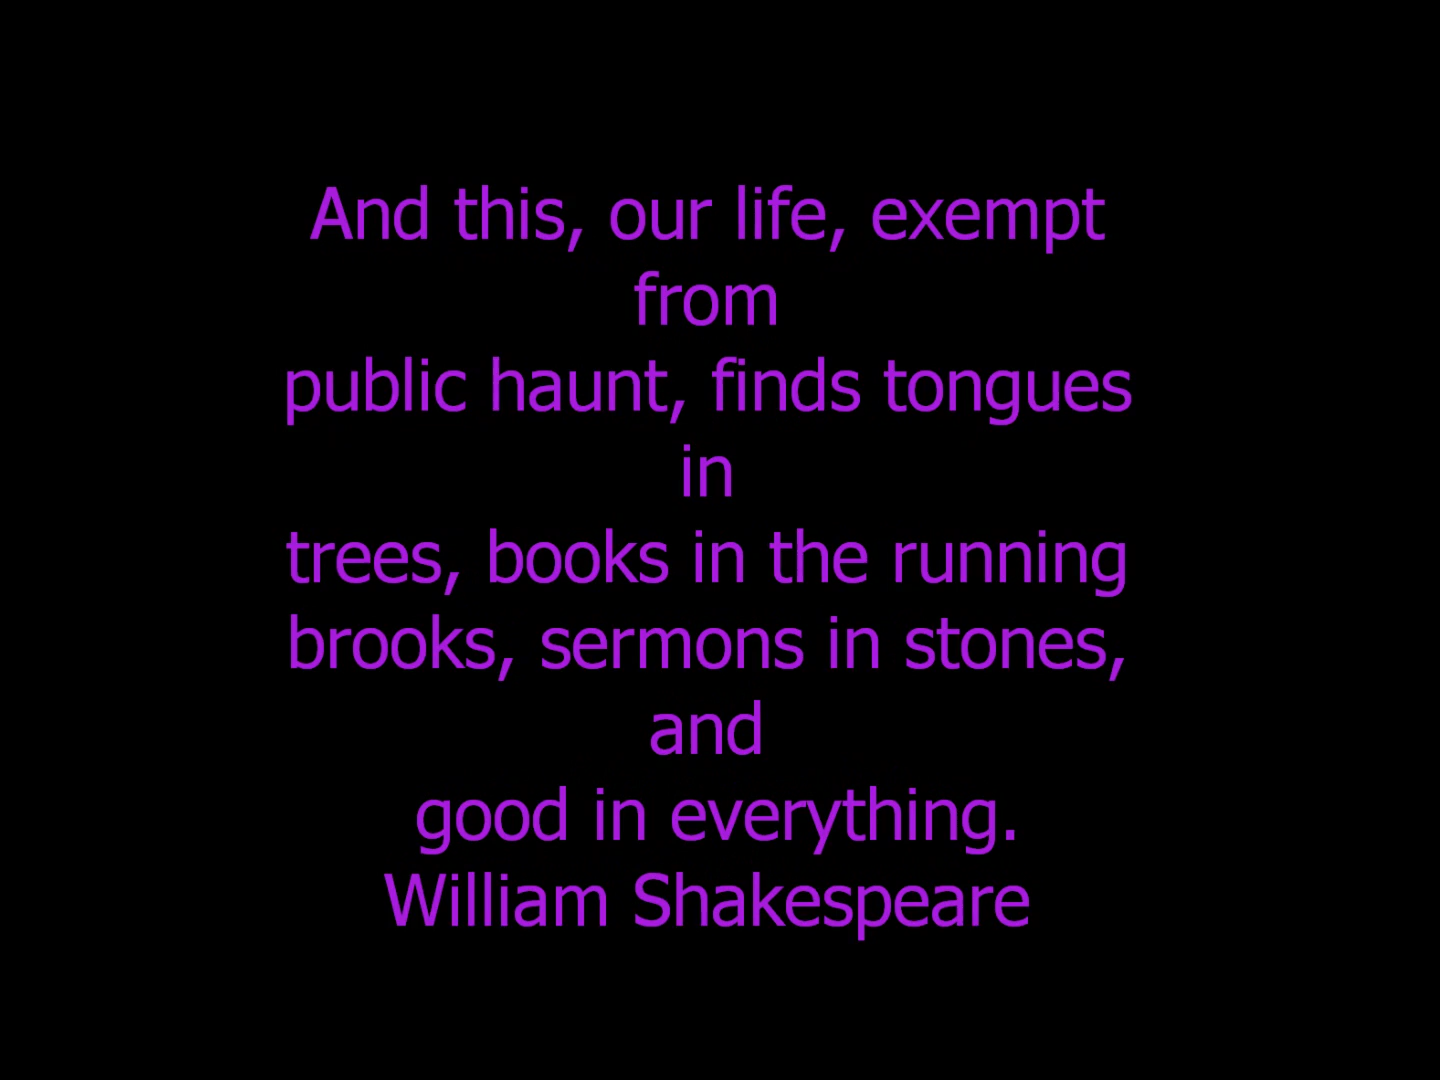 And this, our life, exempt
from
public haunt, finds tongues
in
trees, books in the running
brooks, sermons in stones,
and
good in everything.
William Shakespeare